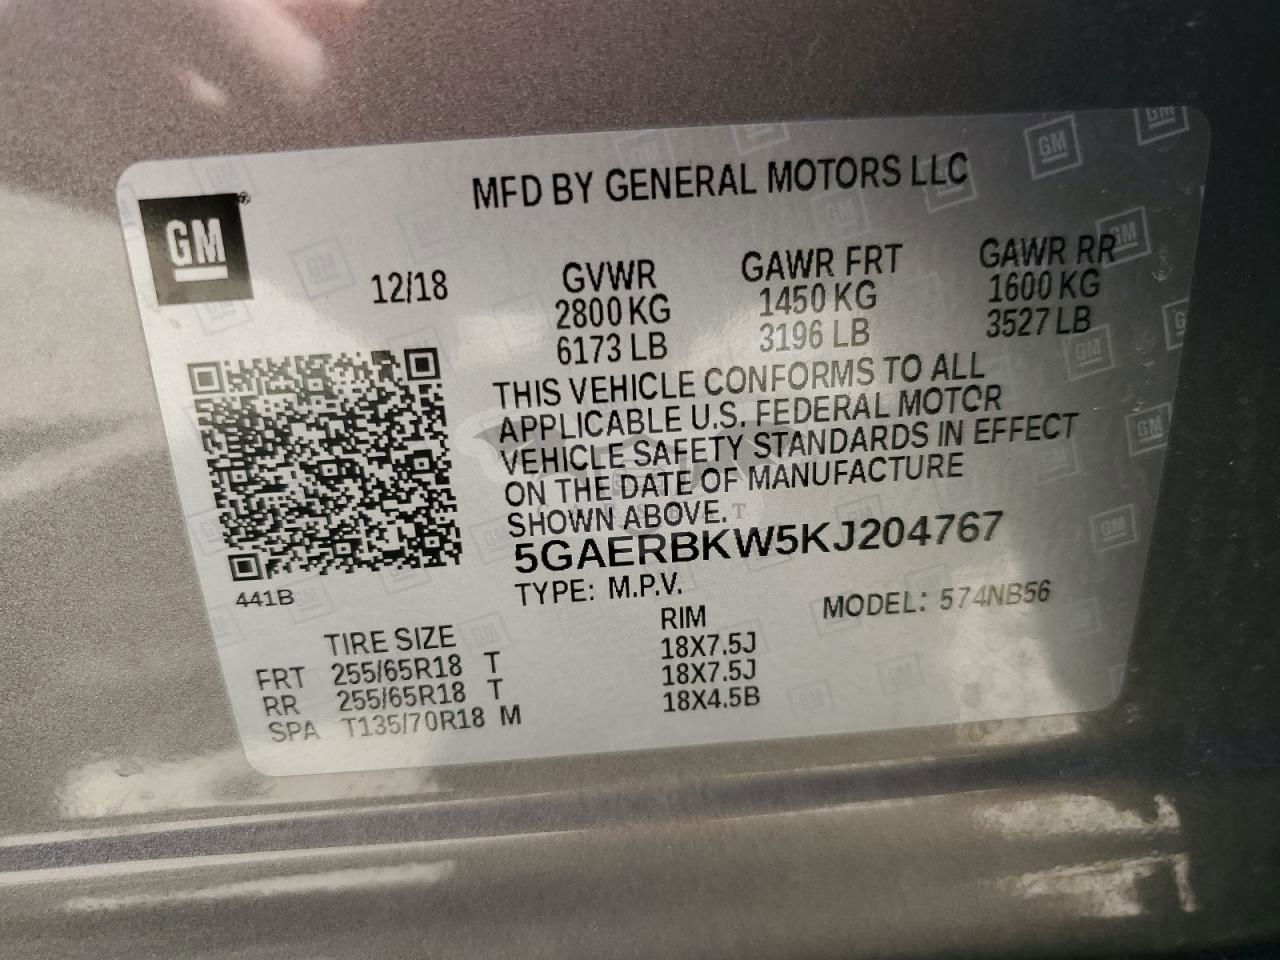 MFD BY GENERAL MOTORS LLC
GM
12/18 GVWR GAWR FRT GAWR RR
2800 KG 1450 KG 1600 KG
6173 LB 3196 LB 3527 LB
THIS VEHICLE CONFORMS TO ALL
APPLICABLE U.S. FEDERAL MOTOR
VEHICLE SAFETY STANDARDS IN EFFECT
ON THE DATE OF MANUFACTURE
SHOWN ABOVE.
5GAERBKW5KJ204767
441B
TYPE: M.P.V.
MODEL: 574NB56
TIRE SIZE RIM
FRT 255/65R18 T 18X7.5J
RR 255/65R18 T 18X7.5J
SPA T135/70R18 M 18X4.5B